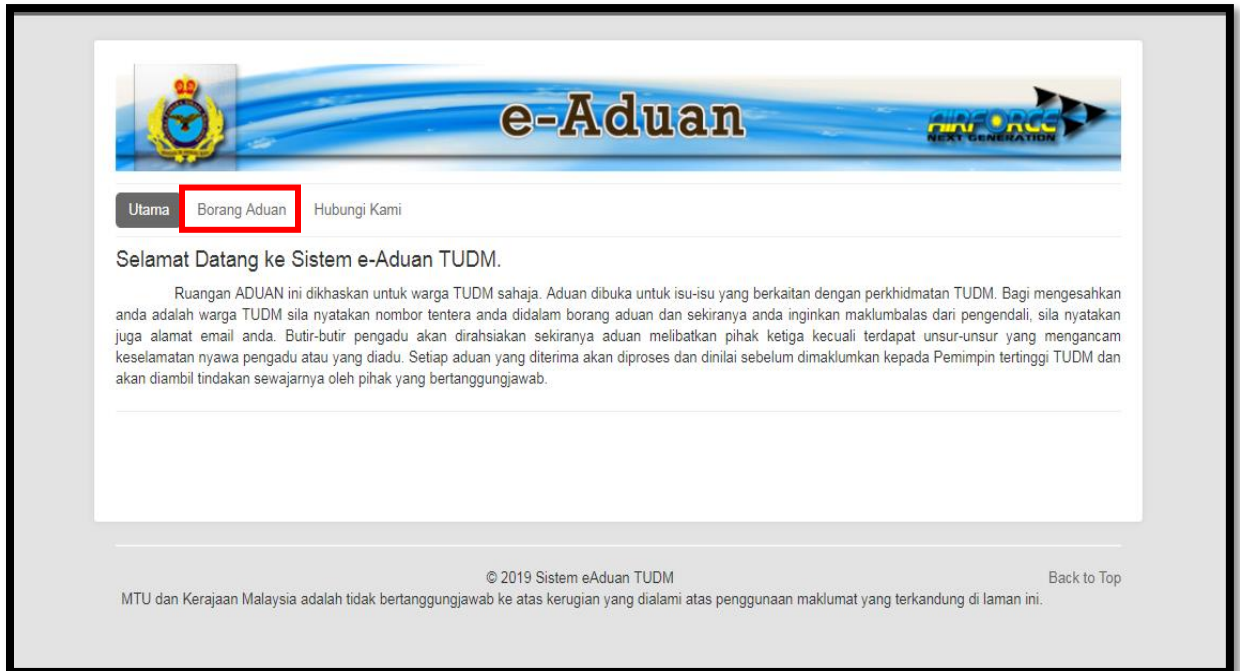 e-Aduan
AIRFORCE
NEXT GENERATION
Utama Borang Aduan Hubungi Kami
Selamat Datang ke Sistem e-Aduan TUDM.
Ruangan ADUAN ini dikhaskan untuk warga TUDM sahaja. Aduan dibuka untuk isu-isu yang berkaitan dengan perkhidmatan TUDM. Bagi mengesahkan
anda adalah warga TUDM sila nyatakan nombor tentera anda didalam borang aduan dan sekiranya anda inginkan maklumbalas dari pengendali, sila nyatakan
juga alamat email anda. Butir-butir pengadu akan dirahsiakan sekiranya aduan melibatkan pihak ketiga kecuali terdapat unsur-unsur yang mengancam
keselamatan nyawa pengadu atau yang diadu. Setiap aduan yang diterima akan diproses dan dinilai sebelum dimaklumkan kepada Pemimpin tertinggi TUDM dan
akan diambil tindakan sewajarnya oleh pihak yang bertanggungjawab.
© 2019 Sistem eAduan TUDM Back to Top
MTU dan Kerajaan Malaysia adalah tidak bertanggungjawab ke atas kerugian yang dialami atas penggunaan maklumat yang terkandung di laman ini.